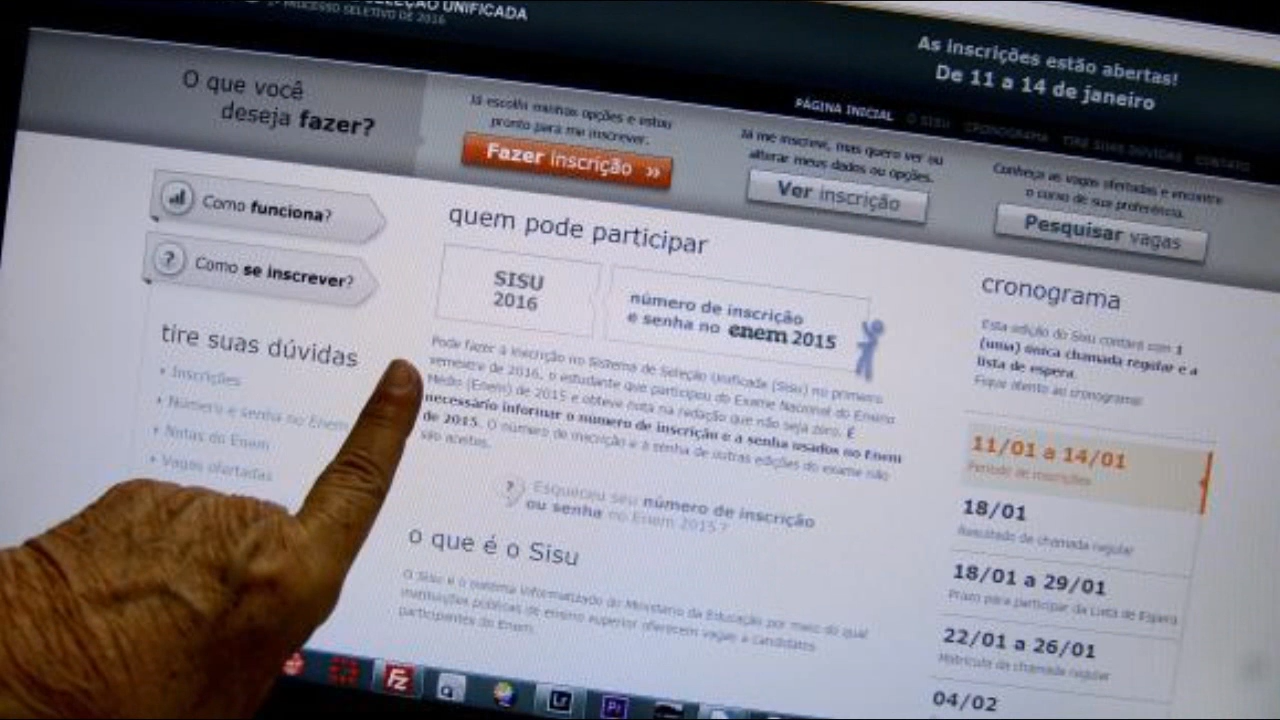 SELEÇÃO UNIFICADA
1º PROCESSO SELETIVO DE 2016
As inscrições estão abertas!
De 11 a 14 de janeiro
PÁGINA INICIAL O SISU CRONOGRAMA TIRE SUAS DÚVIDAS CONTATO
O que você
deseja fazer?
Já escolhi minhas opções e estou
pronto para me inscrever.
Fazer inscrição »
Já me inscrevi, mas quero ver ou
alterar meus dados ou opções.
Ver inscrição
Conheça as vagas ofertadas e encontre
o curso de sua preferência.
Pesquisar vagas
Como funciona?
Como se inscrever?
tire suas dúvidas
Inscrições
Número e senha no Enem
Notas do Enem
Vagas ofertadas
quem pode participar
SISU
2016
número de inscrição
e senha no enem 2015
Pode fazer a inscrição no Sistema de Seleção Unificada (Sisu) no primeiro
semestre de 2016, o estudante que participou do Exame Nacional do Ensino
Médio (Enem) de 2015 e obteve nota na redação que não seja zero. É
necessário informar o número de inscrição e a senha usados no Enem
de 2015. O número de inscrição e a senha de outras edições do exame não
são aceitos.
? Esqueceu seu número de inscrição
ou senha no Enem 2015?
o que é o Sisu
O Sisu é o sistema informatizado do Ministério da Educação por meio do qual
instituições públicas de ensino superior oferecem vagas a candidatos
participantes do Enem.
cronograma
Esta edição do Sisu contará com 1
(uma) única chamada regular e a
lista de espera.
Fique atento ao cronograma:
11/01 a 14/01
Período de inscrições
18/01
Resultado da chamada regular
18/01 a 29/01
Prazo para participar da Lista de Espera
22/01 a 26/01
Matrícula da chamada regular
04/02
Fz
Lr
Pr